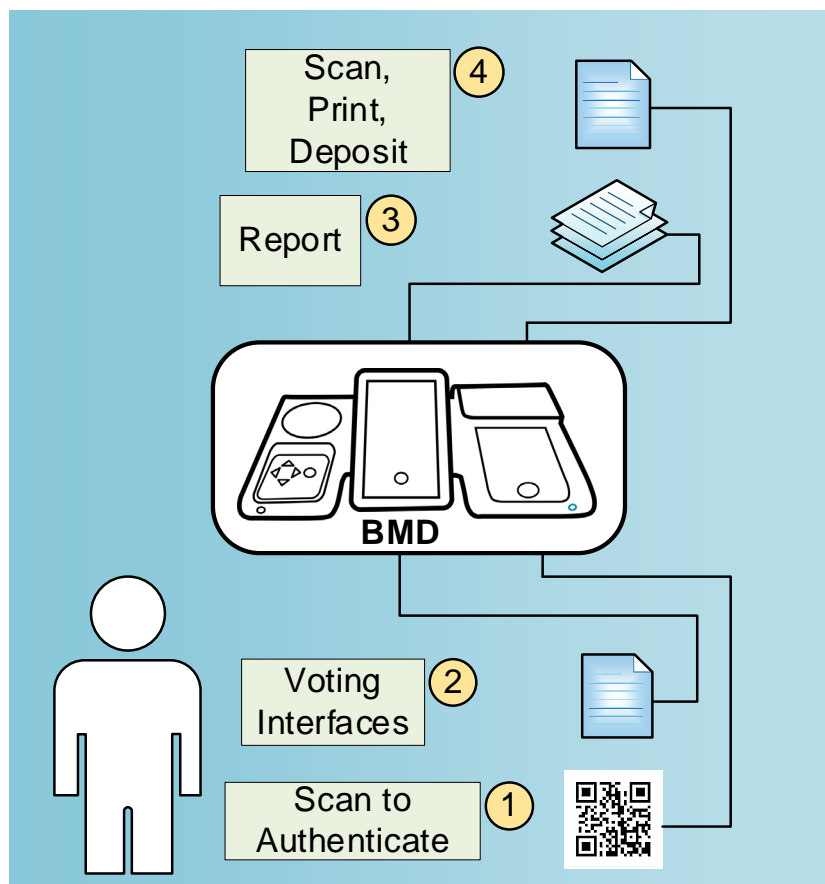 Scan,
Print,
Deposit
4
Report
3
BMD
Voting
Interfaces
2
Scan to
Authenticate
1